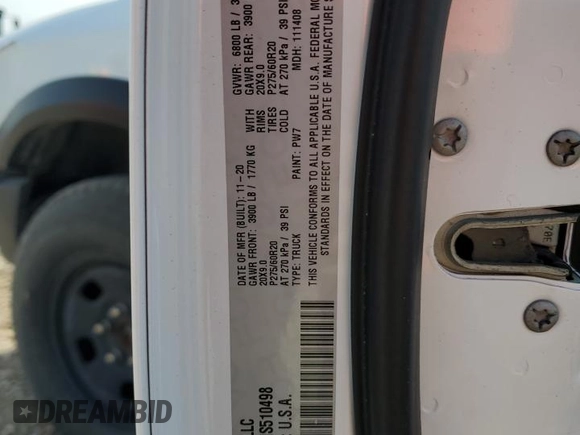 LLC
DATE OF MFR (BUILT): 11-20
GVWR: 6800 LB / 3
GAWR FRONT: 3900 LB / 1770 KG
WITH
GAWR REAR: 3900
20X9.0
RIMS
20X9.0
P275/60R20
TIRES
P275/60R20
AT 270 kPa / 39 PSI
COLD
AT 270 kPa / 39 PSI
TYPE: TRUCK
PAINT: PW7
MDH: 111408
THIS VEHICLE CONFORMS TO ALL APPLICABLE U.S.A. FEDERAL MO
STANDARDS IN EFFECT ON THE DATE OF MANUFACTURE S
S510498
: U.S.A.
BIDINFO